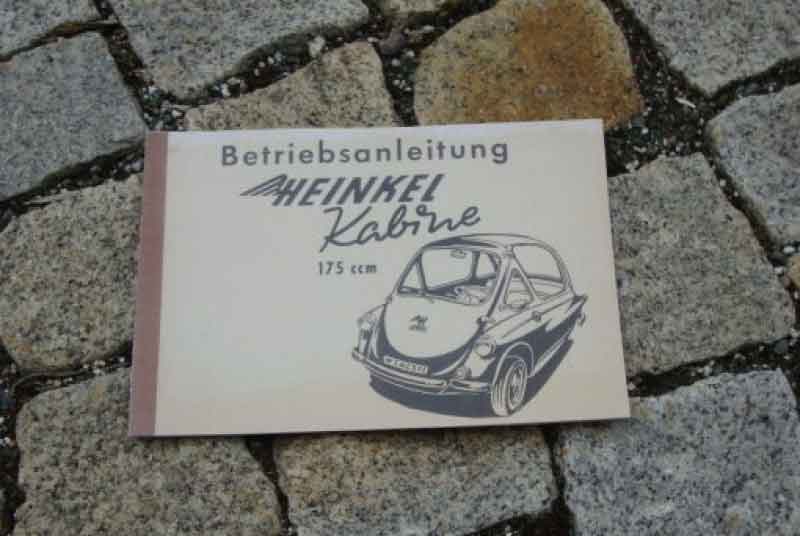 Betriebsanleitung
HEINKEL
Kabine
175 ccm